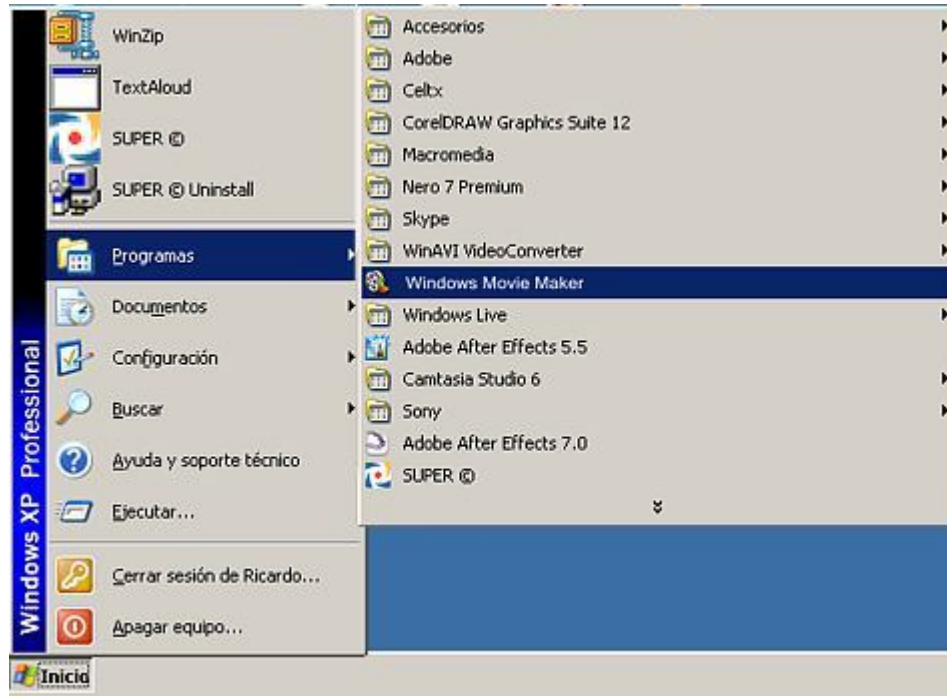 WinZip
TextAloud
SUPER ©
SUPER © Uninstall
Programas
Documentos
Configuración
Buscar
Ayuda y soporte técnico
Ejecutar...
Cerrar sesión de Ricardo...
Apagar equipo...
Windows XP Professional
Inicio
Accesorios
Adobe
Celtx
CorelDRAW Graphics Suite 12
Macromedia
Nero 7 Premium
Skype
WinAVI VideoConverter
Windows Movie Maker
Windows Live
Adobe After Effects 5.5
Camtasia Studio 6
Sony
Adobe After Effects 7.0
SUPER ©